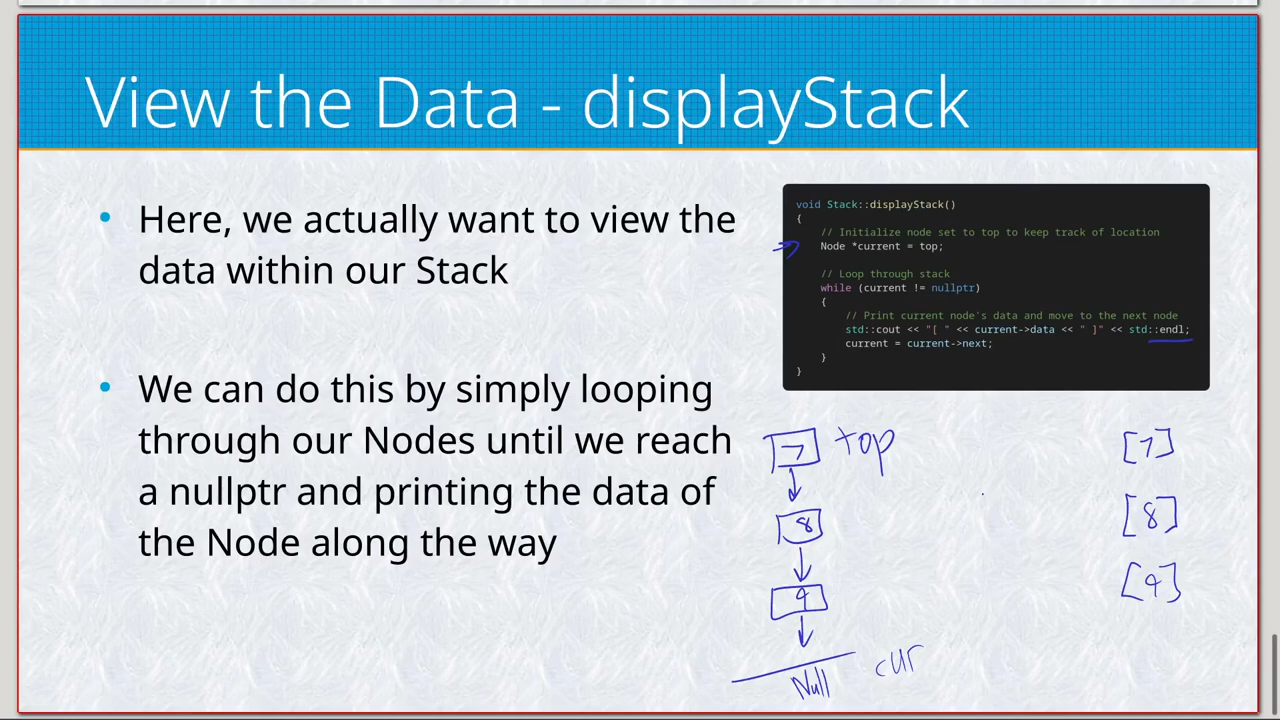 View the Data - displayStack
• Here, we actually want to view the
data within our Stack
• We can do this by simply looping
through our Nodes until we reach
a nullptr and printing the data of
the Node along the way
void Stack::displayStack()
{
// Initialize node set to top to keep track of location
Node *current = top;
// Loop through stack
while (current != nullptr)
{
// Print current node's data and move to the next node
std::cout << "[ " << current->data << " ]" << std::endl;
current = current->next;
}
}
7 top
8
9
Null cur
[7]
[8]
[9]